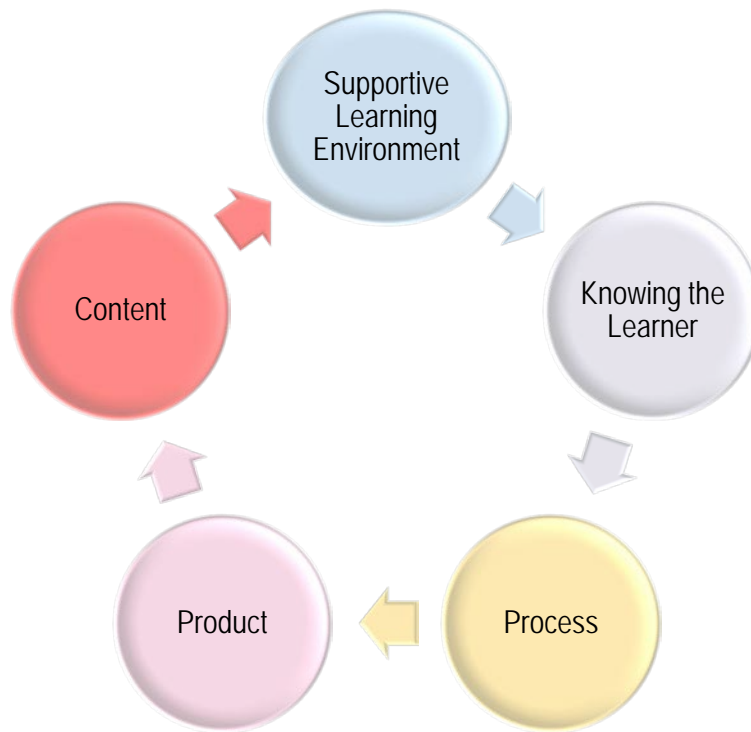 Supportive
Learning
Environment
Knowing the
Learner
Process
Product
Content